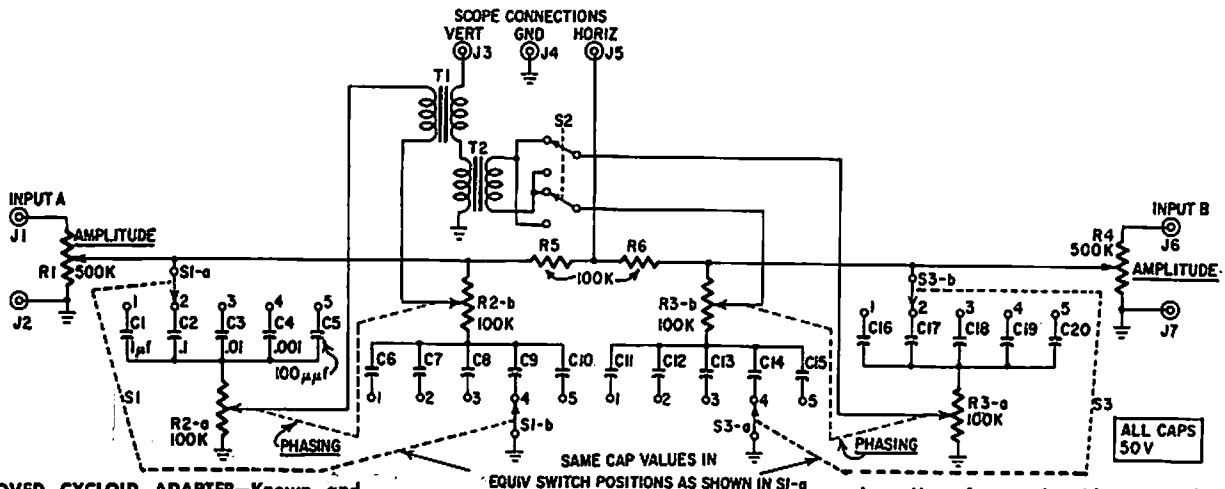 SCOPE CONNECTIONS
VERT GND HORIZ
J3 J4 J5
T1
S2
T2
INPUT A
J1
AMPLITUDE
R1 500K
J2
S1-a
1 2 3 4 5
C1 C2 C3 C4 C5
1µf .1 .01 .001
100µµf
S1
R2-a
100K
PHASING
R5 R6
100K
R2-b
100K
R3-b
100K
C6 C7 C8 C9 C10 C11 C12 C13 C14 C15
1 2 3 4 5 1 2 3 4 5
S1-b
S3-a
SAME CAP VALUES IN
EQUIV SWITCH POSITIONS AS SHOWN IN S1-a
INPUT B
R4
500K
J6
AMPLITUDE
J7
S3-b
1 2 3 4 5
C16 C17 C18 C19 C20
R3-a
100K
S3
PHASING
ALL CAPS
50V
CYCLOID ADAPTER—Known and